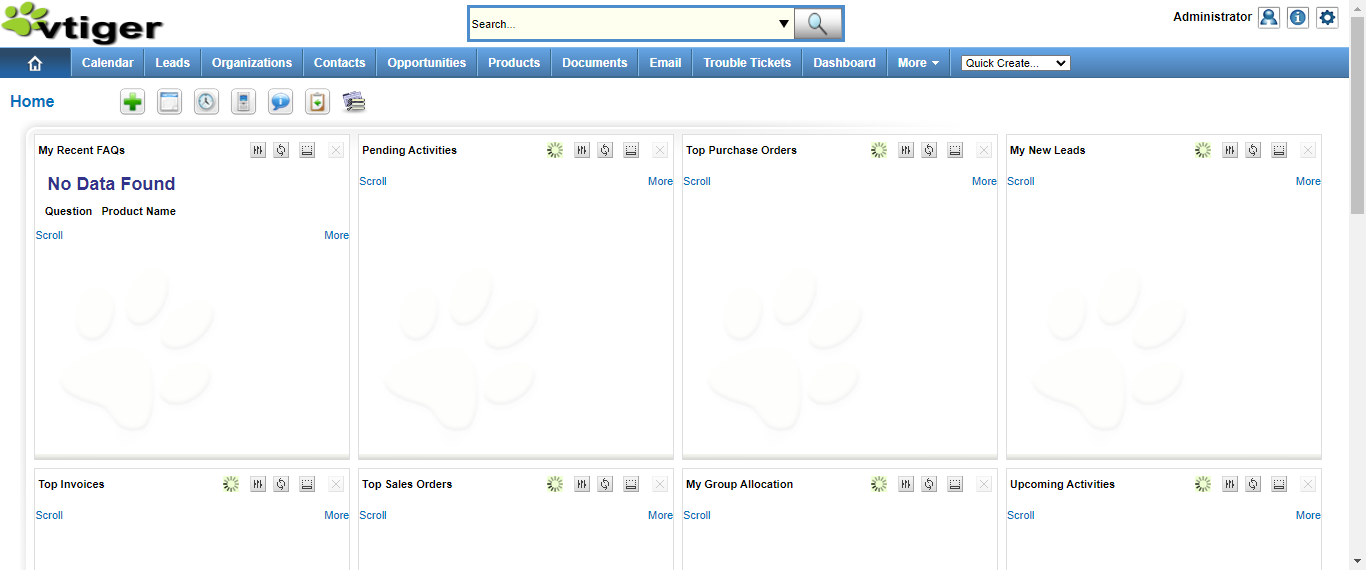 vtiger
Search...
Administrator
Calendar Leads Organizations Contacts Opportunities Products Documents Email Trouble Tickets Dashboard More Quick Create...
Home
My Recent FAQs
No Data Found
Question Product Name
Scroll More
Pending Activities
Scroll More
Top Purchase Orders
Scroll More
My New Leads
Scroll More
Top Invoices
Scroll More
Top Sales Orders
Scroll More
My Group Allocation
Scroll More
Upcoming Activities
Scroll More